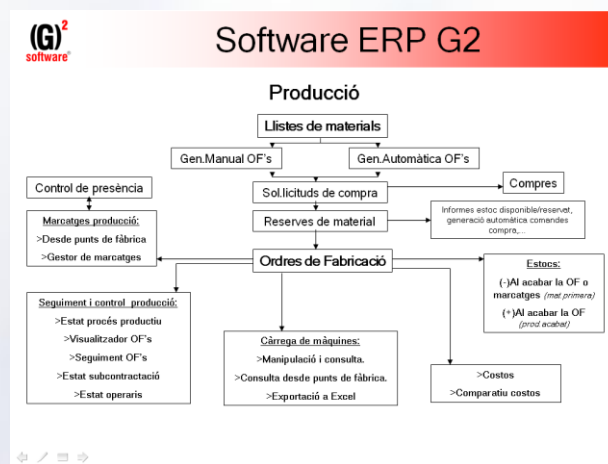 (G)²
software®
Software ERP G2
Producció
Llistes de materials
Gen.Manual OF's
Gen.Automàtica OF's
Control de presència
Sol.licituds de compra
Compres
Marcatges producció:
>Desde punts de fàbrica
>Gestor de marcatges
Reserves de material
Informes estoc disponible/reservat,
generació automàtica comandes
compra,...
Ordres de Fabricació
Estocs:
(-)Al acabar la OF o
marcatges (mat.primera)
(+)Al acabar la OF
(prod.acabat)
Seguiment i control producció:
>Estat procés productiu
>Visualitzador OF's
>Seguiment OF's
>Estat subcontractació
>Estat operaris
Càrrega de màquines:
>Manipulació i consulta.
>Consulta desde punts de fàbrica.
>Exportació a Excel
>Costos
>Comparatiu costos